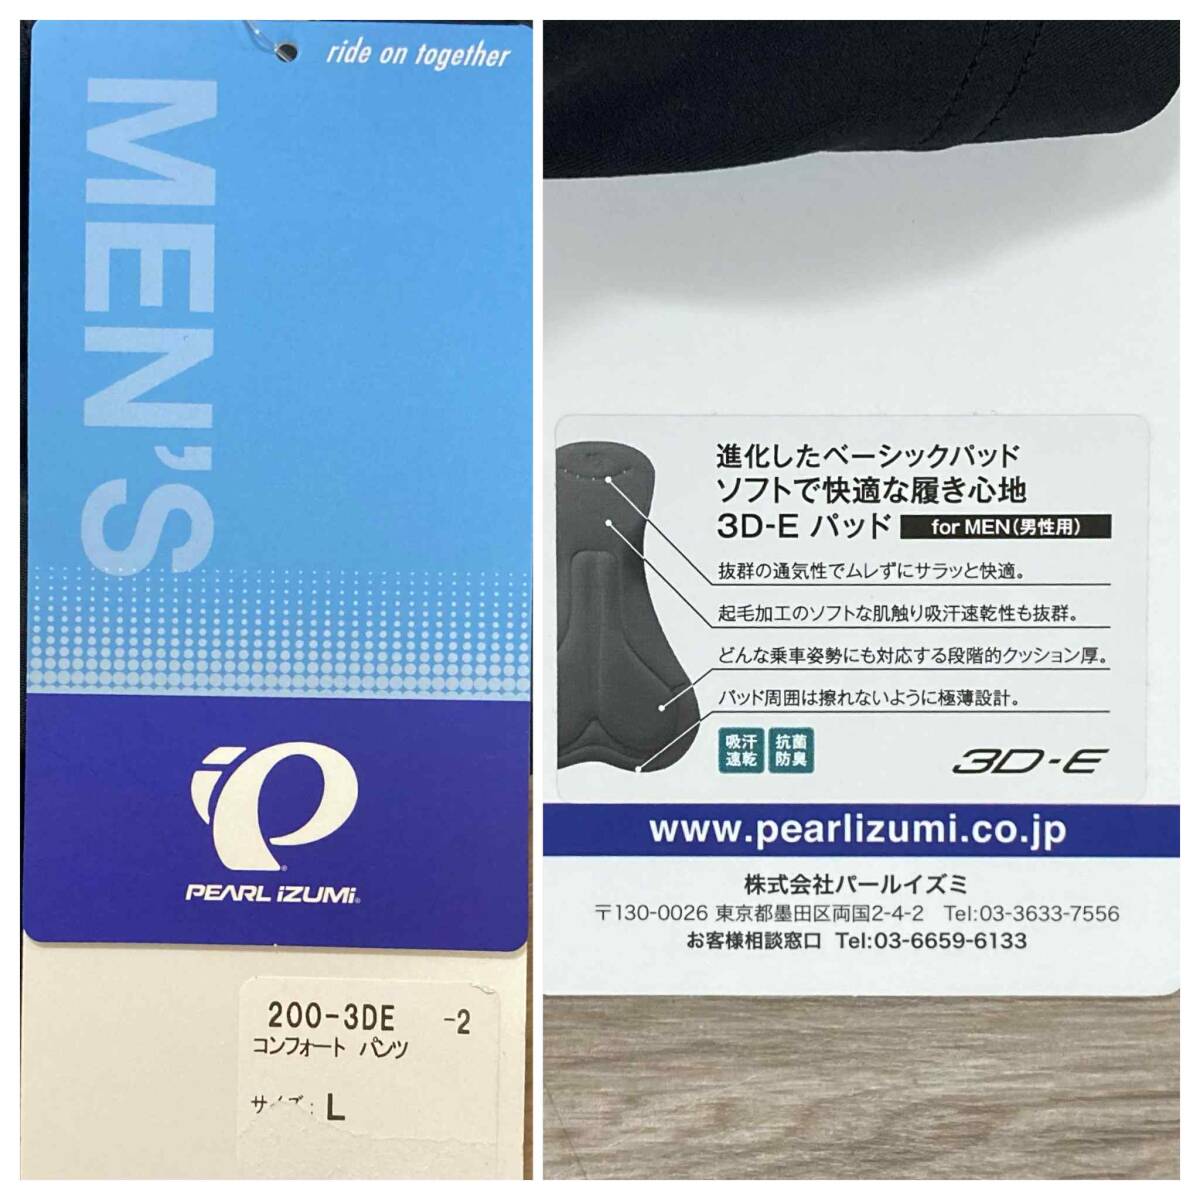 ride on together
MEN'S
PEARL iZUMi
200-3DE -2
コンフォート パンツ
サイズ: L
進化したベーシックパッド
ソフトで快適な履き心地
3D-E パッド for MEN(男性用)
抜群の通気性でムレずにサラッと快適。
起毛加工のソフトな肌触り吸汗速乾性も抜群。
どんな乗車姿勢にも対応する段階的クッション厚。
パッド周囲は擦れないように極薄設計。
吸汗
速乾
抗菌
防臭
3D-E
www.pearlizumi.co.jp
株式会社パールイズミ
〒130-0026 東京都墨田区両国2-4-2 Tel:03-3633-7556
お客様相談窓口 Tel:03-6659-6133